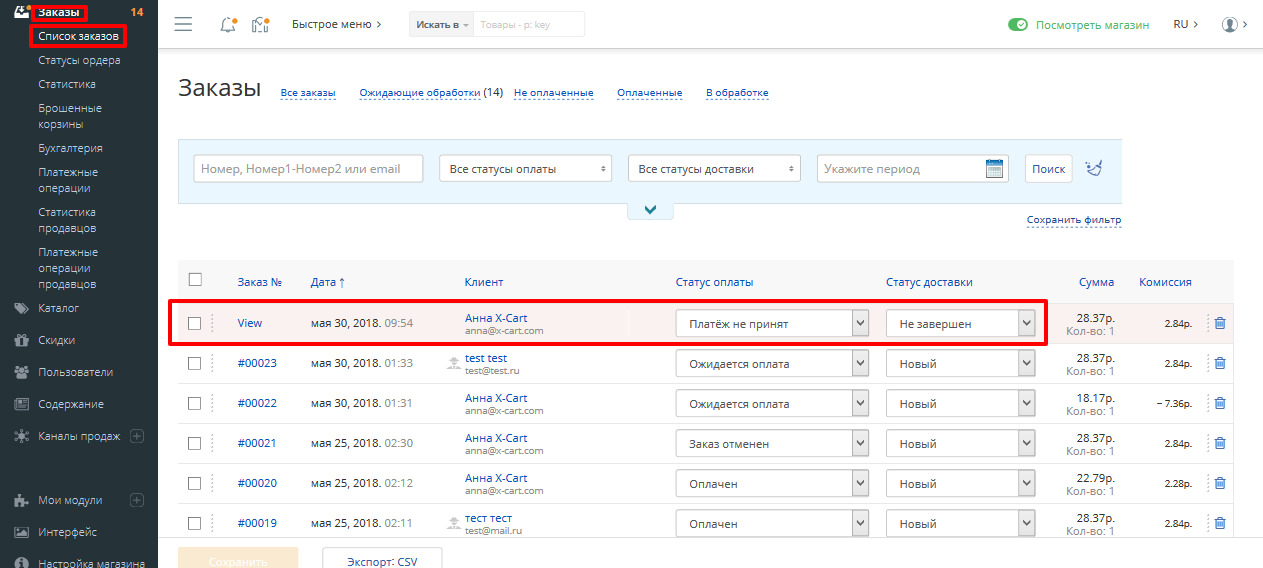 Заказы 14
Список заказов
Статусы ордера
Статистика
Брошенные
корзины
Бухгалтерия
Платежные
операции
Статистика
продавцов
Платежные
операции
продавцов
Каталог
Скидки
Пользователи
Содержание
Каналы продаж
Мои модули
Интерфейс
Настройка магазина
Быстрое меню
Искать в
Товары - p: key
Посмотреть магазин
RU
Заказы
Все заказы
Ожидающие обработки (14)
Не оплаченные
Оплаченные
В обработке
Номер, Номер1-Номер2 или email
Все статусы оплаты
Все статусы доставки
Укажите период
Поиск
Сохранить фильтр
Заказ № Дата ↑ Клиент Статус оплаты Статус доставки Сумма Комиссия
View мая 30, 2018. 09:54 Анна X-Cart Платёж не принят Не завершен 28.37р. 2.84р.
anna@x-cart.com Кол-во: 1
#00023 мая 30, 2018. 01:33 test test Ожидается оплата Новый 28.37р. 2.84р.
test@test.ru Кол-во: 1
#00022 мая 30, 2018. 01:31 Анна X-Cart Ожидается оплата Новый 18.17р. − 7.36р.
anna@x-cart.com Кол-во: 1
#00021 мая 25, 2018. 02:30 Анна X-Cart Заказ отменен Новый 28.37р. 2.84р.
anna@x-cart.com Кол-во: 1
#00020 мая 25, 2018. 02:12 Анна X-Cart Оплачен Новый 22.79р. 2.28р.
anna@x-cart.com Кол-во: 1
#00019 мая 25, 2018. 02:11 тест тест Оплачен Новый 28.37р. 2.84р.
test@mail.ru Кол-во: 1
Сохранить
Экспорт: CSV